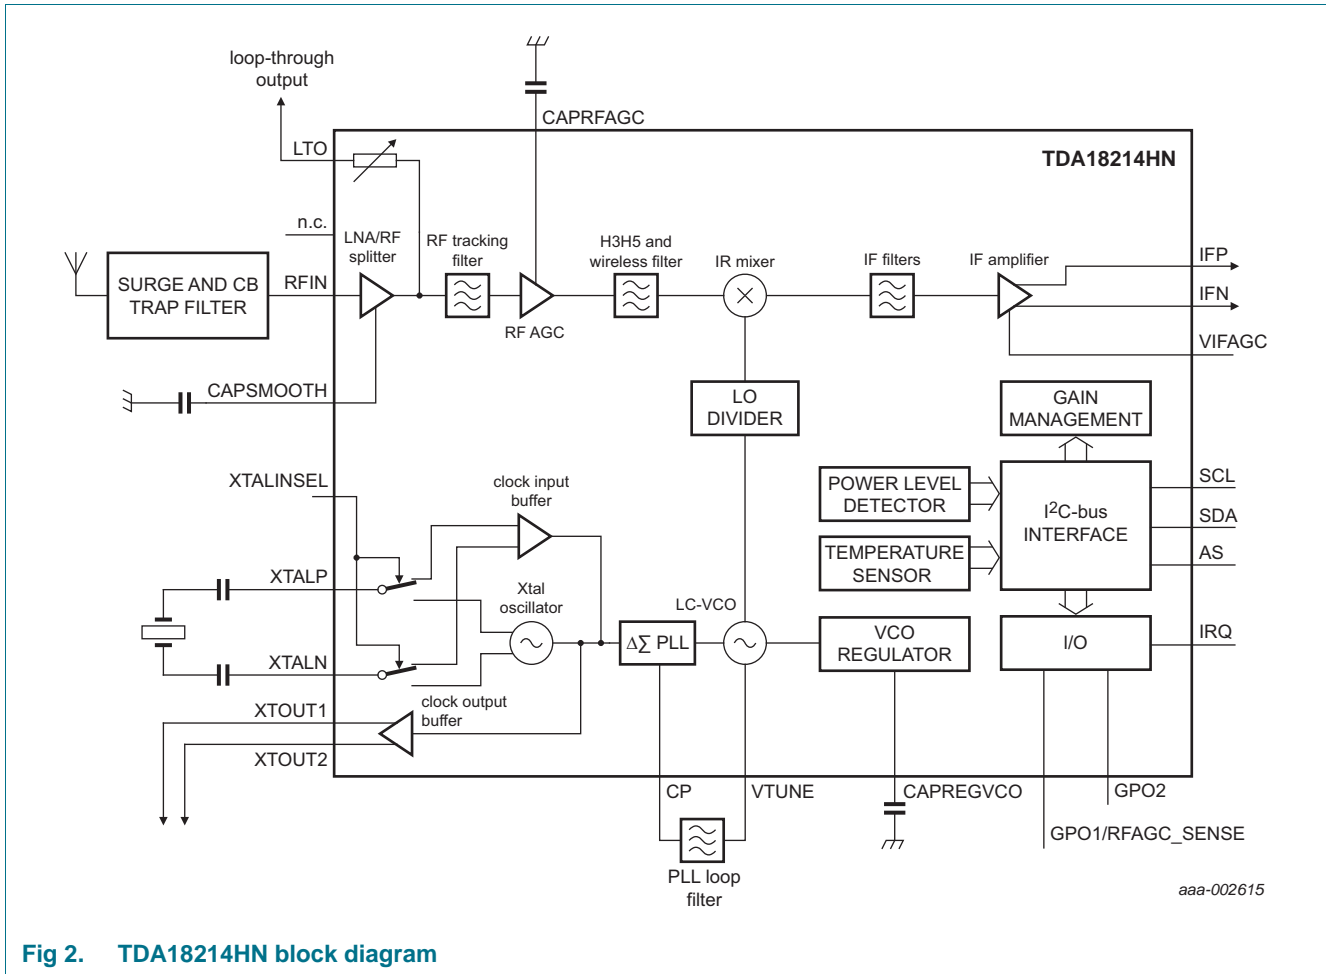 loop-through
output
CAPRFAGC
TDA18214HN
LTO
n.c.
LNA/RF
splitter
RF tracking
filter
H3H5 and
wireless filter
IR mixer
IF filters
IF amplifier
IFP
SURGE AND CB
TRAP FILTER
RFIN
RF AGC
IFN
VIFAGC
CAPSMOOTH
LO
DIVIDER
GAIN
MANAGEMENT
XTALINSEL
clock input
buffer
POWER LEVEL
DETECTOR
I2C-bus
INTERFACE
SCL
SDA
AS
TEMPERATURE
SENSOR
XTALP
Xtal
oscillator
LC-VCO
ΔΣ PLL
VCO
REGULATOR
I/O
IRQ
XTALN
clock output
buffer
XTOUT1
XTOUT2
CP
VTUNE
CAPREGVCO
GPO2
GPO1/RFAGC_SENSE
PLL loop
filter
aaa-002615
Fig 2. TDA18214HN block diagram